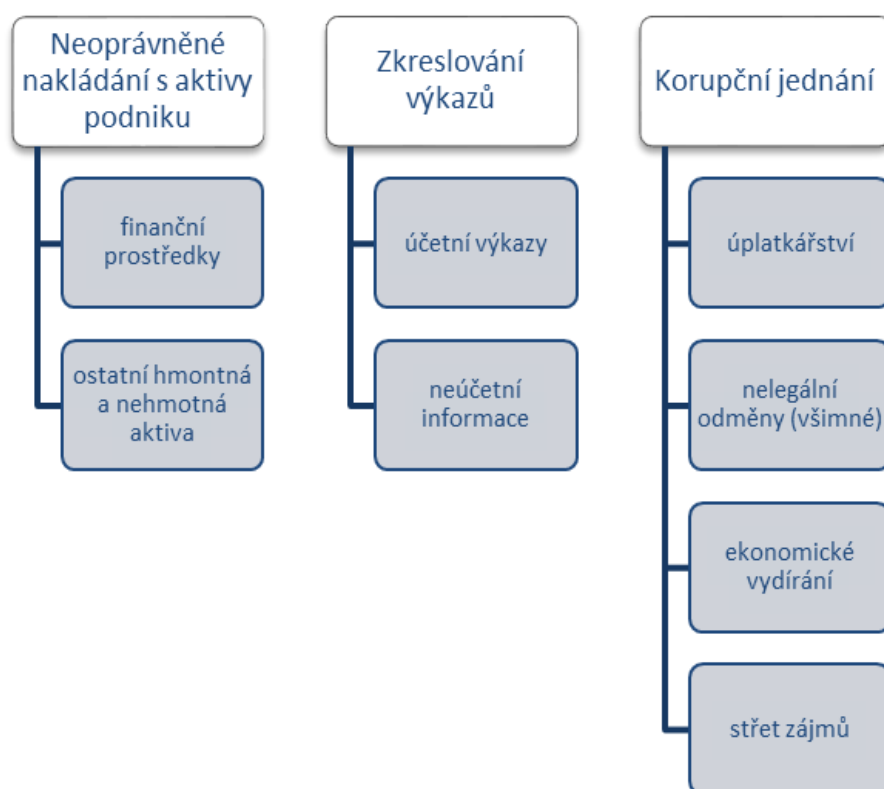 Neoprávněné
nakládání s aktivy
podniku
finanční
prostředky
ostatní hmontná
a nehmotná
aktiva
Zkreslování
výkazů
účetní výkazy
neúčetní
informace
Korupční jednání
úplatkářství
nelegální
odměny (všimné)
ekonomické
vydírání
střet zájmů